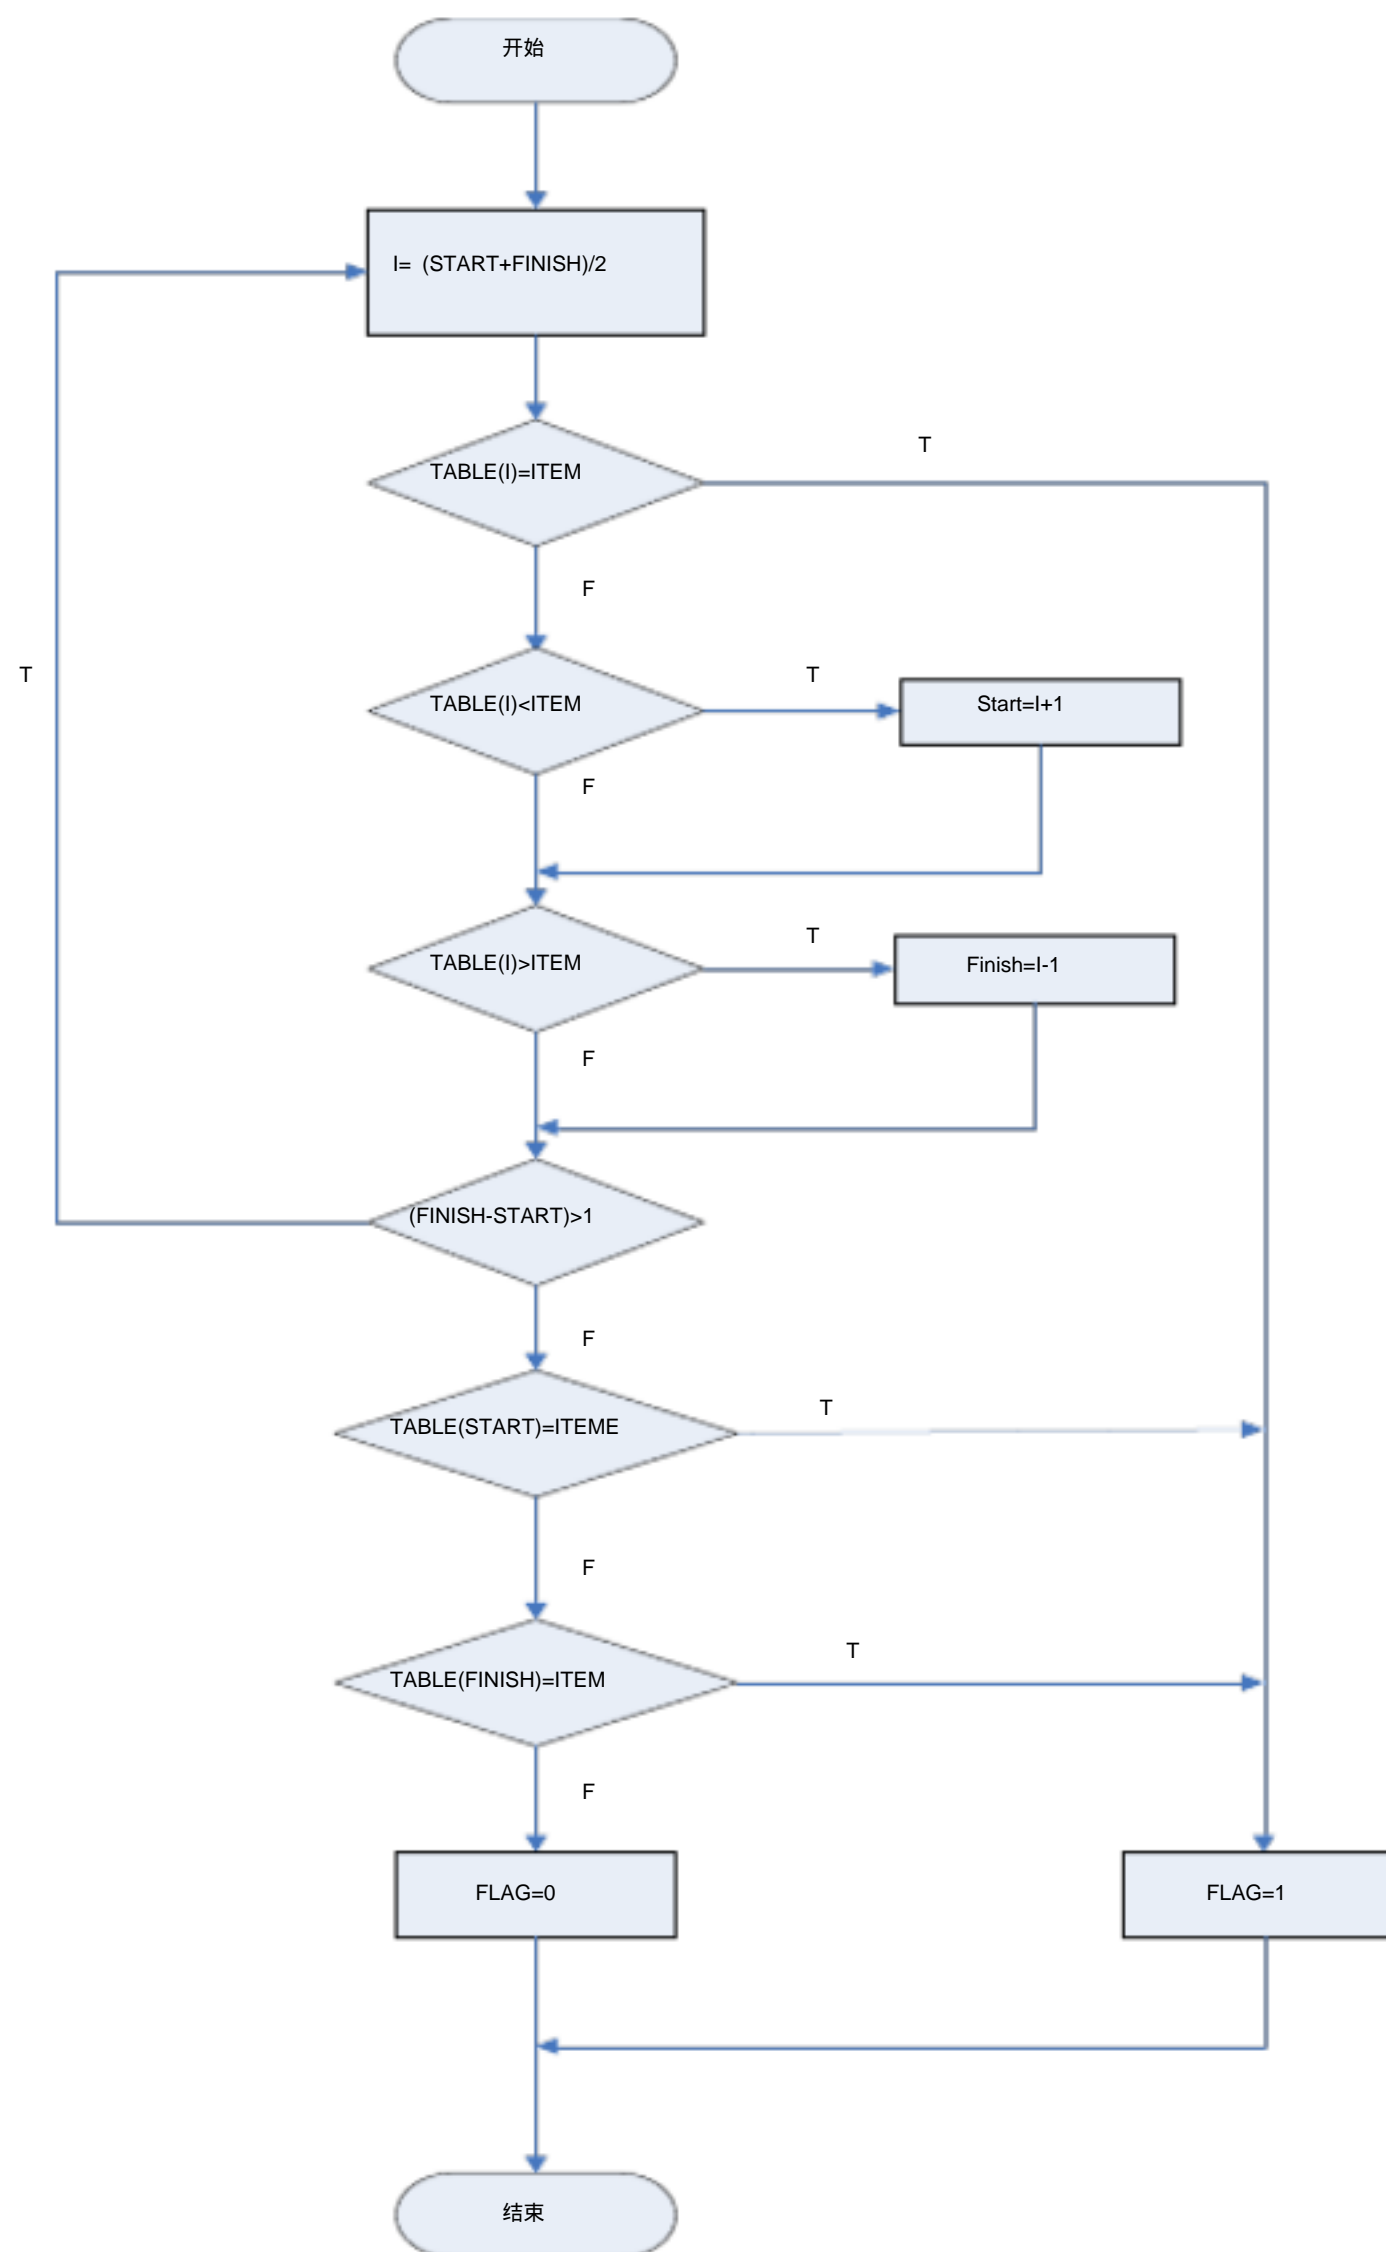 开始
I= (START+FINISH)/2
TABLE(I)=ITEM
T
F
T
TABLE(I)<ITEM
T
Start=I+1
F
TABLE(I)>ITEM
T
Finish=I-1
F
(FINISH-START)>1
F
TABLE(START)=ITEME
T
F
TABLE(FINISH)=ITEM
T
F
FLAG=0
FLAG=1
结束